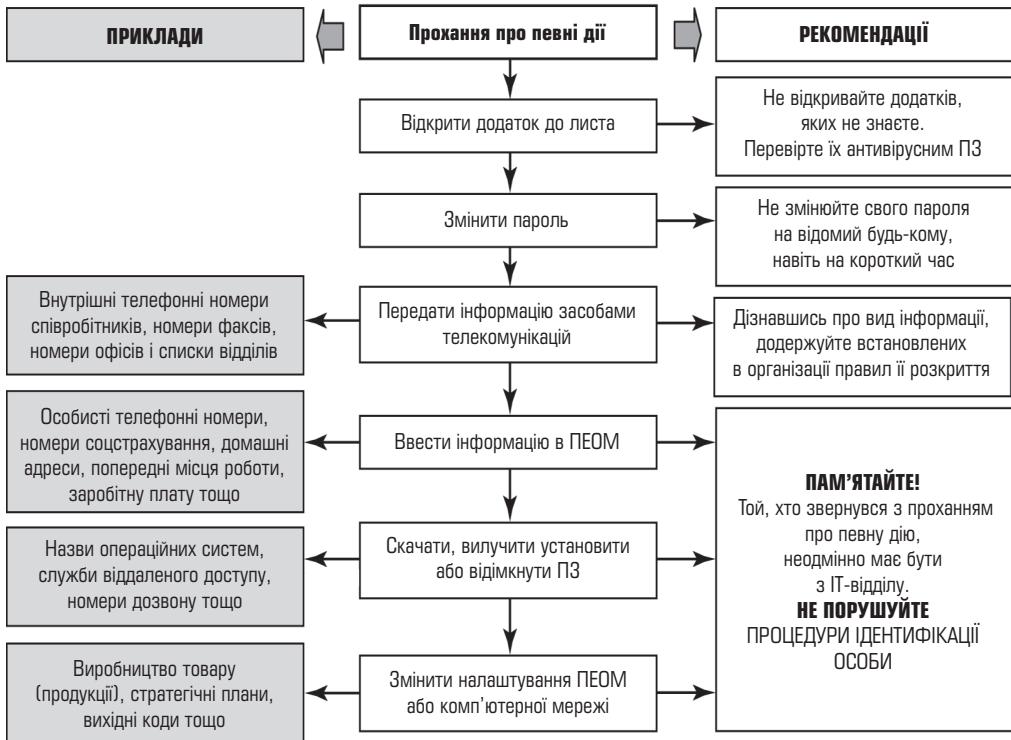 ПРИКЛАДИ
Прохання про певні дії
РЕКОМЕНДАЦІЇ
Відкрити додаток до листа
Не відкривайте додатків,
яких не знаєте.
Перевірте їх антивірусним ПЗ
Змінити пароль
Не змінюйте свого пароля
на відомий будь-кому,
навіть на короткий час
Внутрішні телефонні номери
співробітників, номери факсів,
номери офісів і списки відділів
Передати інформацію засобами
телекомунікацій
Дізнавшись про вид інформації,
додержуйте встановлених
в організації правил її розкриття
Особисті телефонні номери,
номери соцстрахування, домашні
адреси, попередні місця роботи,
заробітну плату тощо
Ввести інформацію в ПЕОМ
ПАМ’ЯТАЙТЕ!
Той, хто звернувся з проханням
про певну дію,
неодмінно має бути
з ІТ-відділу.
НЕ ПОРУШУЙТЕ
ПРОЦЕДУРИ ІДЕНТИФІКАЦІЇ
ОСОБИ
Назви операційних систем,
служби віддаленого доступу,
номери дозвону тощо
Скачати, вилучити установити
або відімкнути ПЗ
Виробництво товару
(продукції), стратегічні плани,
вихідні коди тощо
Змінити налаштування ПЕОМ
або комп’ютерної мережі